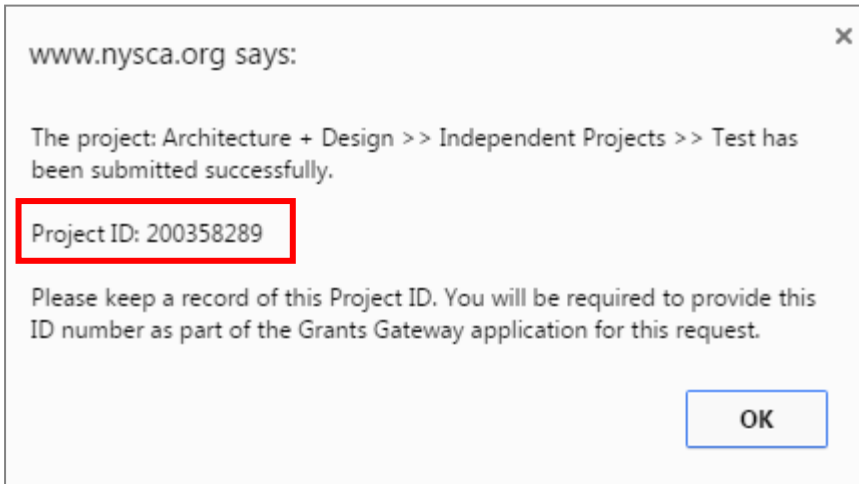 www.nysca.org says:
×
The project: Architecture + Design >> Independent Projects >> Test has
been submitted successfully.
Project ID: 200358289
Please keep a record of this Project ID. You will be required to provide this
ID number as part of the Grants Gateway application for this request.
OK